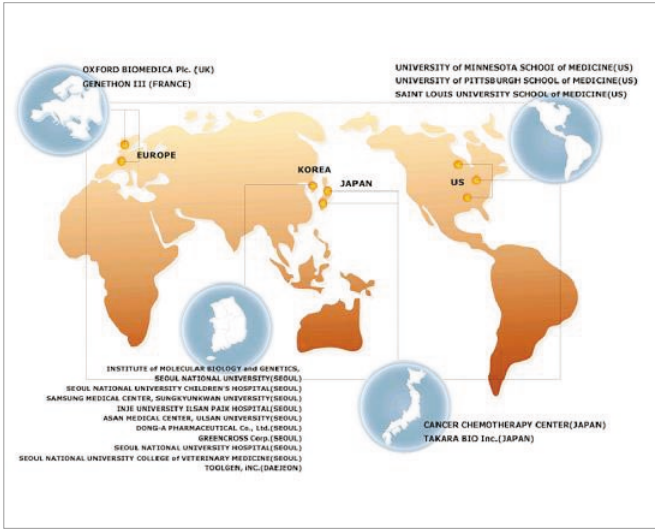 OXFORD BIOMEDICA Plc. (UK)
GENETHON III (FRANCE)
UNIVERSITY of MINNESOTA SCHOOl of MEDICINE(US)
UNIVERSITY of PITTSBURGH SCHOOL of MEDICINE(US)
SAINT LOUIS UNIVERSITY SCHOOL of MEDICINE(US)
EUROPE
KOREA
JAPAN
US
INSTITUTE of MOLECULAR BIOLOGY and GENETICS,
SEOUL NATIONAL UNIVERSITY(SEOUL)
SEOUL NATIONAL UNIVERSITY CHILDREN'S HOSPITAL(SEOUL)
SAMSUNG MEDICAL CENTER, SUNGKYUNKWAN UNIVERSITY(SEOUL)
INJE UNIVERSITY ILSAN PAIK HOSPITAL(SEOUL)
ASAN MEDICAL CENTER, ULSAN UNIVERSITY(SEOUL)
DONG-A PHARMACEUTICAL Co., Ltd.(SEOUL)
GREENCROSS Corp.(SEOUL)
SEOUL NATIONAL UNIVERSITY HOSPITAL(SEOUL)
SEOUL NATIONAL UNIVERSITY COLLEGE of VETERINARY MEDICINE(SEOUL)
TOOLGEN, iNC.(DAEJEON)
CANCER CHEMOTHERAPY CENTER(JAPAN)
TAKARA BIO Inc.(JAPAN)